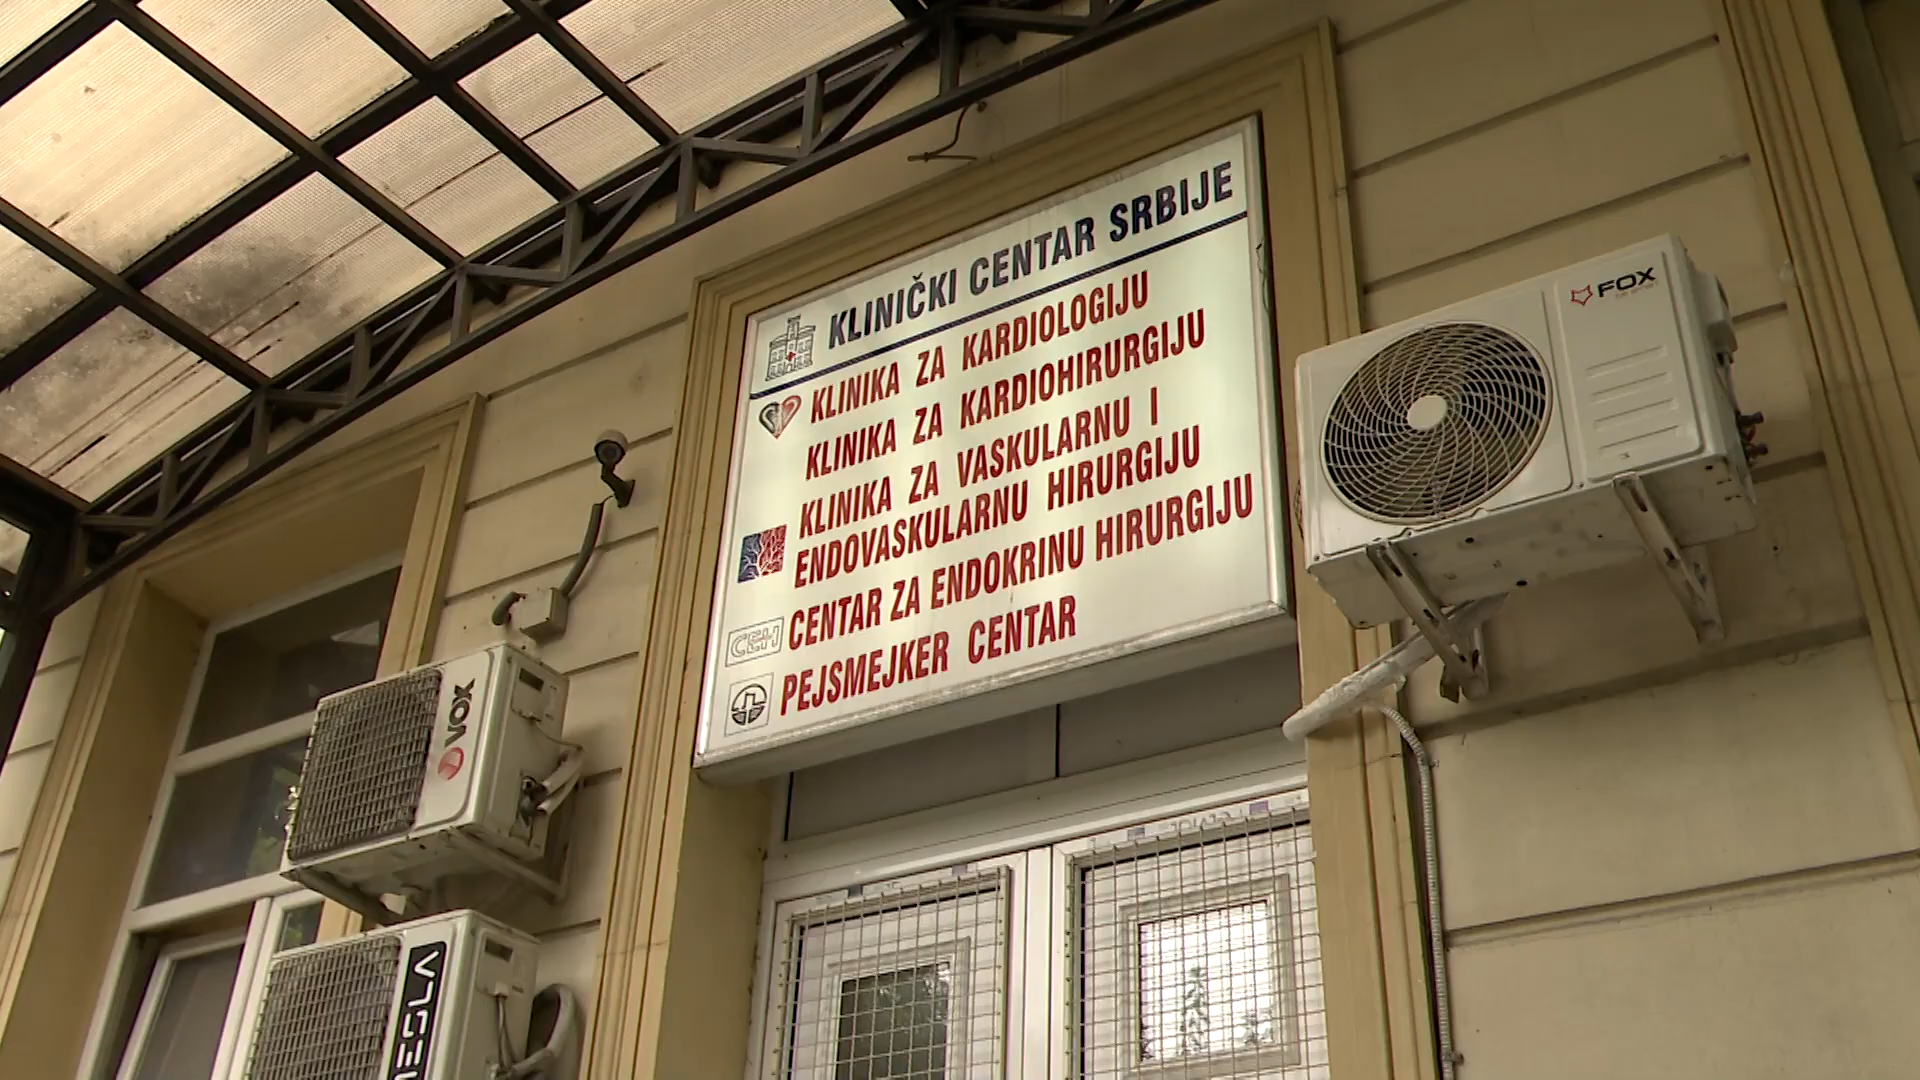 KLINIČKI CENTAR SRBIJE
KLINIKA ZA KARDIOLOGIJU
KLINIKA ZA KARDIOHIRURGIJU
KLINIKA ZA VASKULARNU I
ENDOVASKULARNU HIRURGIJU
CEH CENTAR ZA ENDOKRINU HIRURGIJU
PEJSMEJKER CENTAR
FOX
VOX